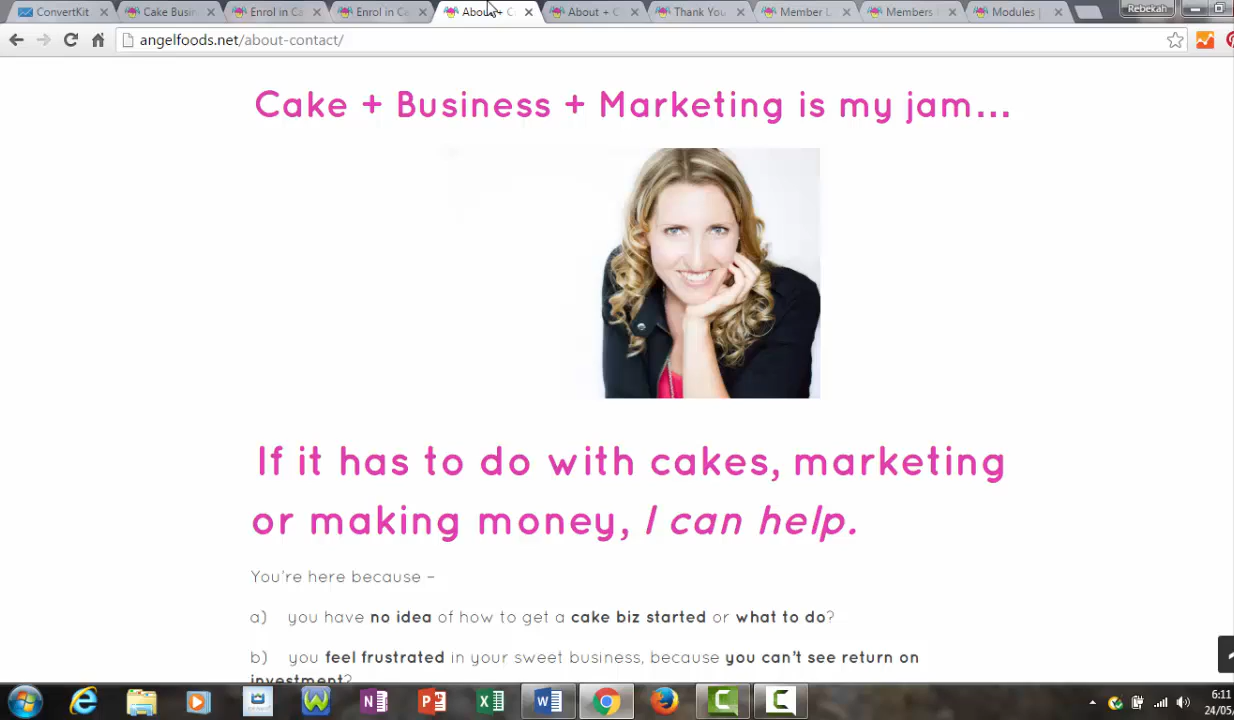 ConvertKit
Cake Busin
Enrol in Ca
Enrol in Ca
About + C
About + C
Thank You
Member L
Members
Modules |
Rebekah
angelfoods.net/about-contact/
Cake + Business + Marketing is my jam...
If it has to do with cakes, marketing
or making money, I can help.
You're here because –
a) you have no idea of how to get a cake biz started or what to do?
b) you feel frustrated in your sweet business, because you can't see return on
investment?
6:11
24/05